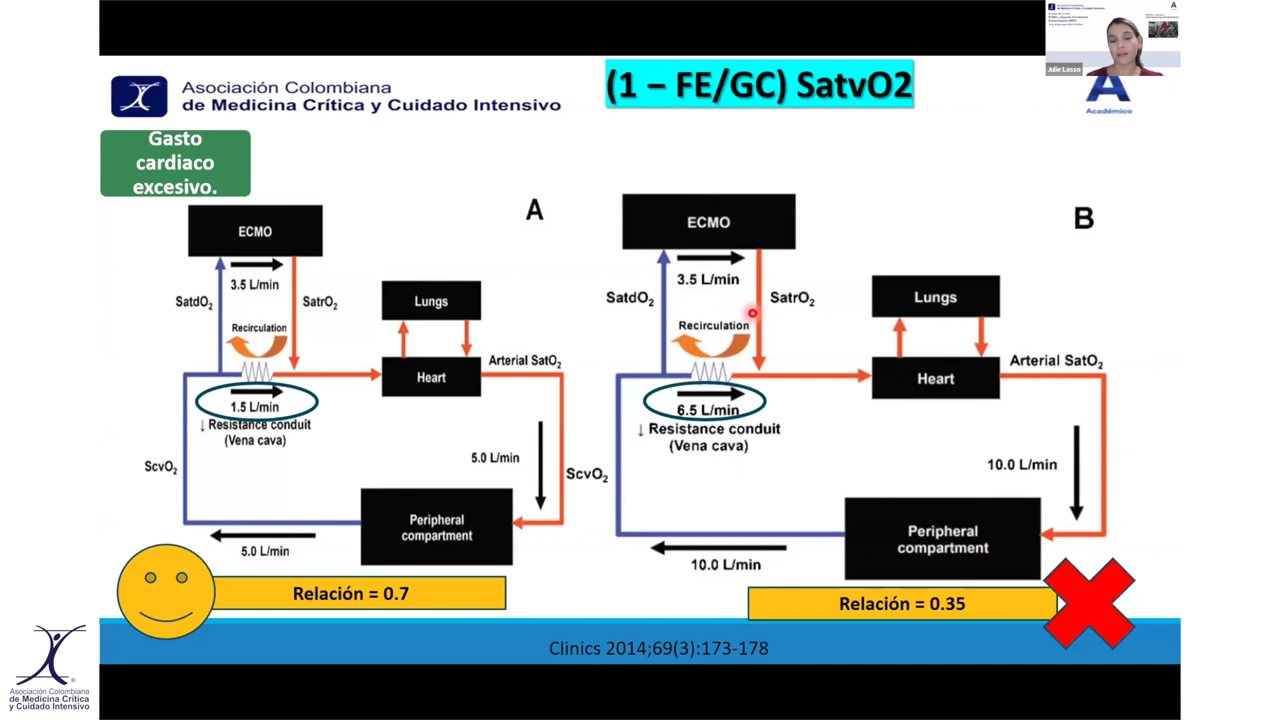 Asociación Colombiana
de Medicina Crítica y Cuidado Intensivo
(1 – FE/GC) SatvO2
Julie Lasso
A
Académico
Gasto
cardiaco
excesivo.
A
ECMO
3.5 L/min
SatdO₂
SatrO₂
Recirculation
Lungs
Heart
Arterial SatO₂
1.5 L/min
↓ Resistance conduit
(Vena cava)
ScvO₂
5.0 L/min
Peripheral
compartment
5.0 L/min
Relación = 0.7
B
ECMO
3.5 L/min
SatdO₂
SatrO₂
Recirculation
Lungs
Heart
Arterial SatO₂
6.5 L/min
↓ Resistance conduit
(Vena cava)
ScvO₂
10.0 L/min
Peripheral
compartment
10.0 L/min
Relación = 0.35
Clinics 2014;69(3):173-178
Asociación Colombiana
de Medicina Crítica
y Cuidado Intensivo